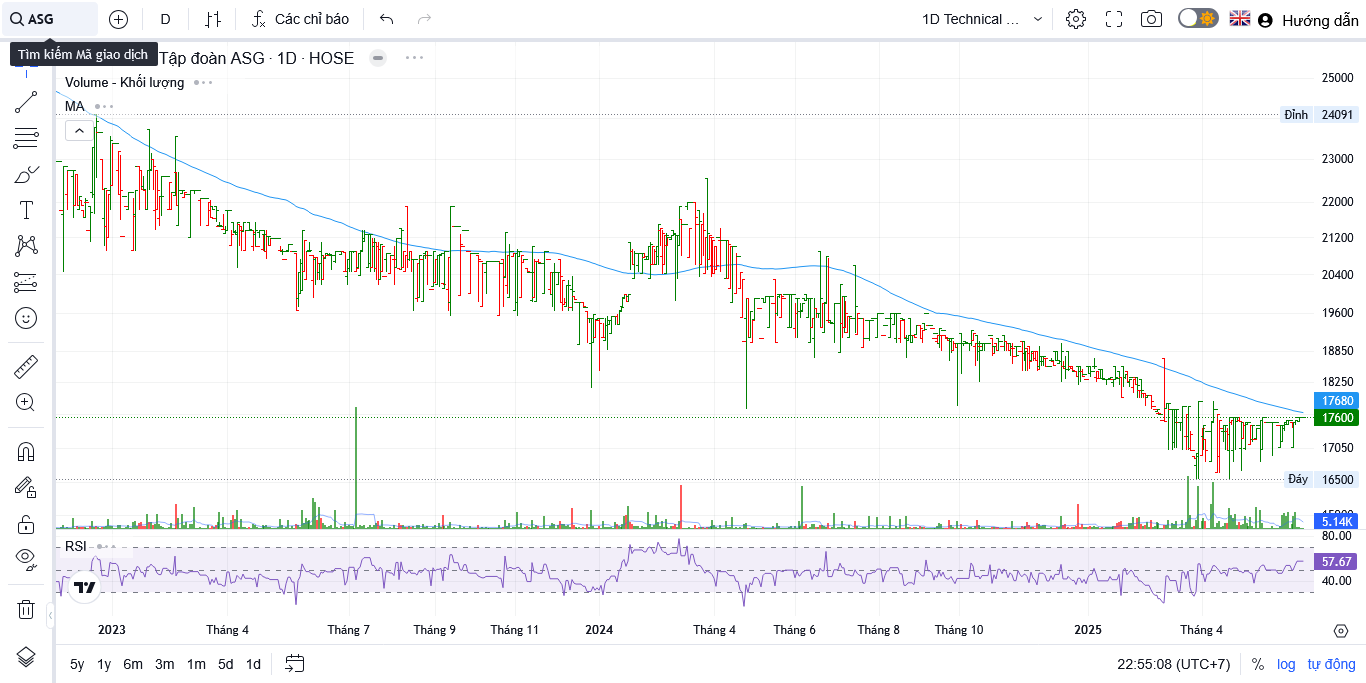 ASG
D
Các chỉ báo
1D Technical ...
Hướng dẫn
Tìm kiếm Mã giao dịch
Tập đoàn ASG · 1D · HOSE
Volume - Khối lượng
MA
25000
Đỉnh 24091
23000
22000
21200
20400
19600
18850
18250
17680
17600
17050
Đáy 16500
5.14K
RSI
80.00
57.67
40.00
2023 Tháng 4 Tháng 7 Tháng 9 Tháng 11 2024 Tháng 4 Tháng 6 Tháng 8 Tháng 10 2025 Tháng 4
5y 1y 6m 3m 1m 5d 1d
22:55:08 (UTC+7) % log tự động